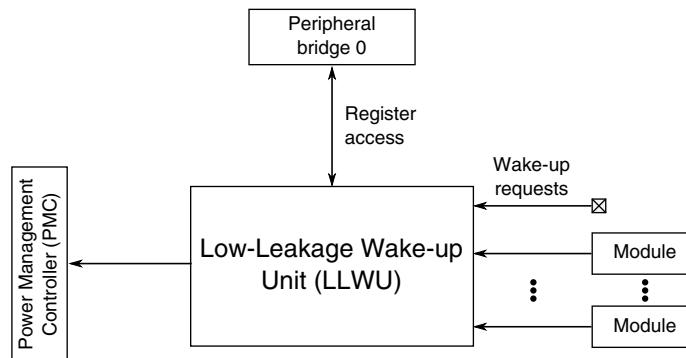 Peripheral
bridge 0
Register
access
Wake-up
requests
Power Management
Controller (PMC)
Low-Leakage Wake-up
Unit (LLWU)
Module
Module